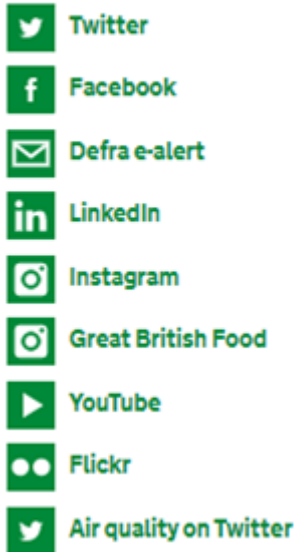 Twitter
Facebook
Defra e-alert
LinkedIn
Instagram
Great British Food
YouTube
Flickr
Air quality on Twitter